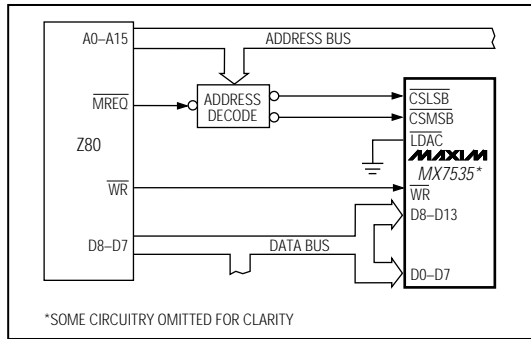 A0–A15
ADDRESS BUS
MREQ
ADDRESS
DECODE
CSLSB
CSMSB
LDAC
Z80
MAXIM
MX7535*
WR
WR
D8–D13
D8–D7
DATA BUS
D0–D7
*SOME CIRCUITRY OMITTED FOR CLARITY